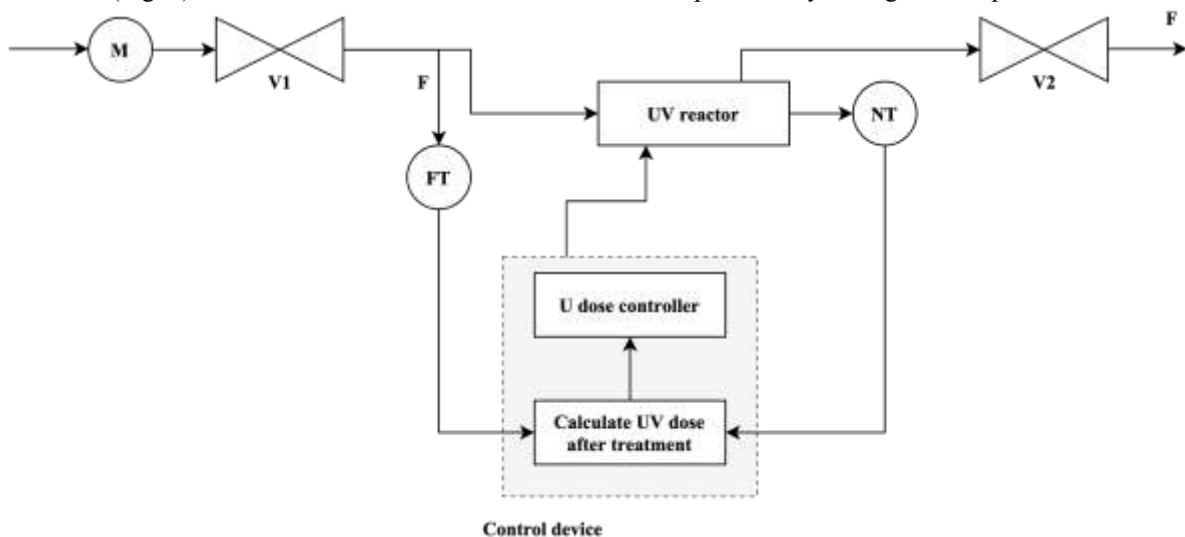 M
V1
F
FT
UV reactor
NT
V2
F
U dose controller
Calculate UV dose
after treatment
Control device